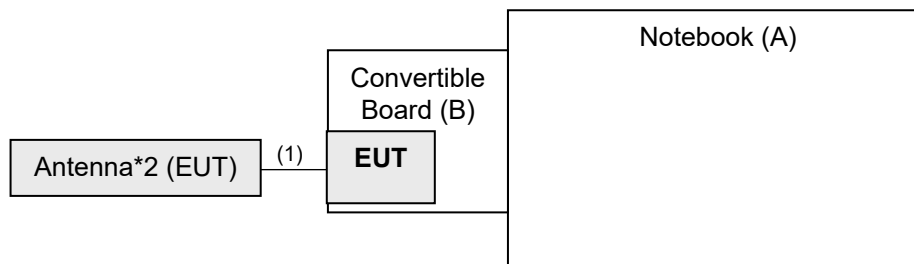 Notebook (A)
Convertible
Board (B)
Antenna*2 (EUT)
(1)
EUT